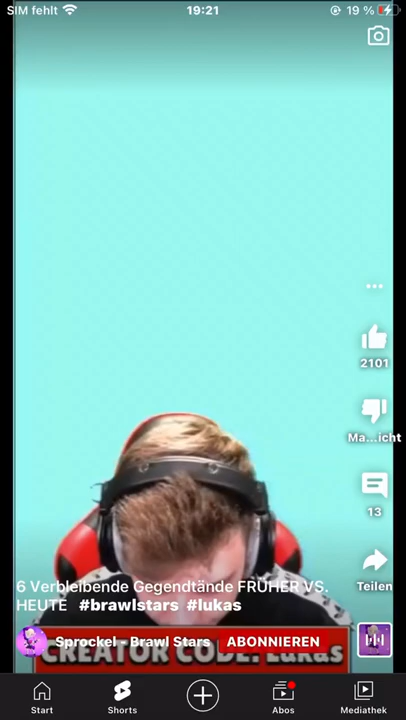 SIM fehlt 19:21 19 %
2101
Ma...icht
13
Teilen
6 Verbleibende Gegendtände FRÜHER VS.
HEUTE #brawlstars #lukas
Sprockel - Brawl Stars ABONNIEREN
CREATOR CODE: Lukas
Start Shorts Abos Mediathek